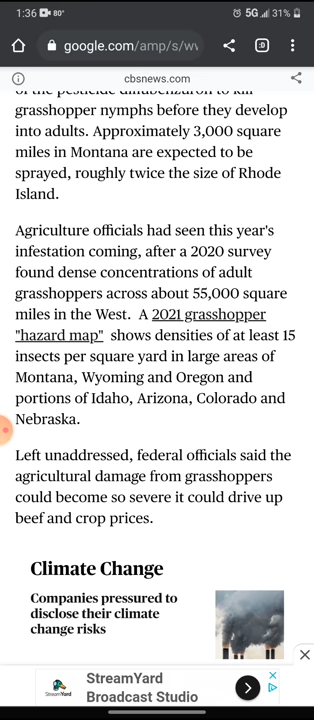 1:36 80°
5G 31%
google.com/amp/s/w
:D
cbsnews.com
of the pesticide diflubenzuron to kill
grasshopper nymphs before they develop
into adults. Approximately 3,000 square
miles in Montana are expected to be
sprayed, roughly twice the size of Rhode
Island.
Agriculture officials had seen this year's
infestation coming, after a 2020 survey
found dense concentrations of adult
grasshoppers across about 55,000 square
miles in the West. A 2021 grasshopper
"hazard map" shows densities of at least 15
insects per square yard in large areas of
Montana, Wyoming and Oregon and
portions of Idaho, Arizona, Colorado and
Nebraska.
Left unaddressed, federal officials said the
agricultural damage from grasshoppers
could become so severe it could drive up
beef and crop prices.
Climate Change
Companies pressured to
disclose their climate
change risks
StreamYard
StreamYard
Broadcast Studio